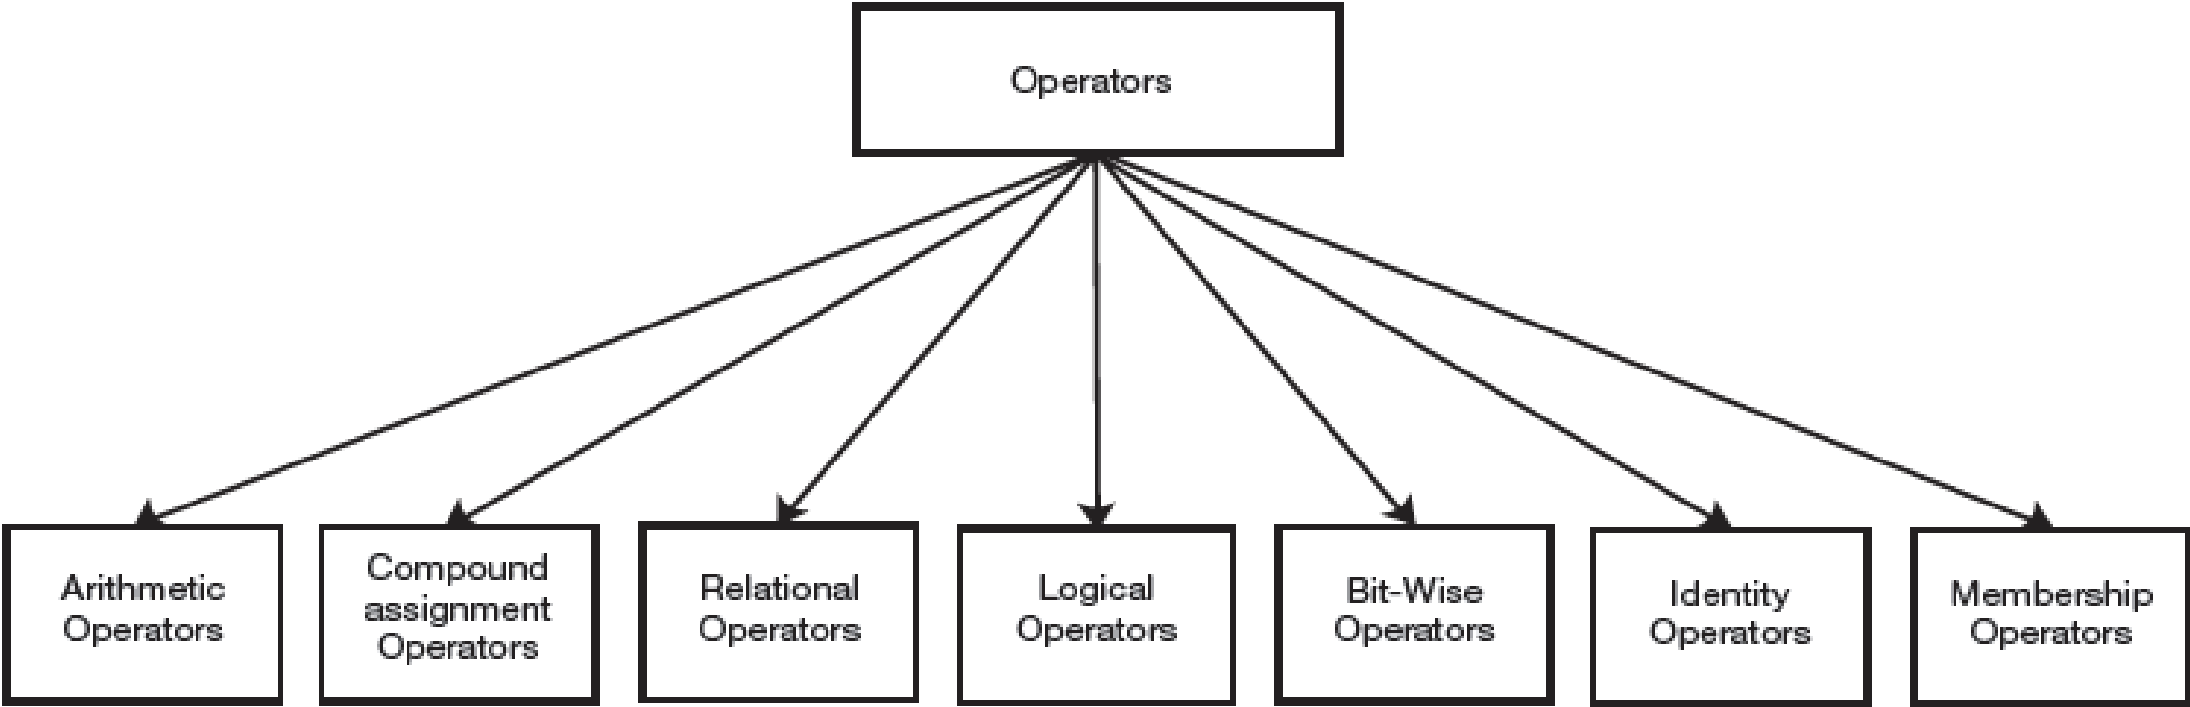 Operators
Arithmetic
Operators
Compound
assignment
Operators
Relational
Operators
Logical
Operators
Bit-Wise
Operators
Identity
Operators
Membership
Operators